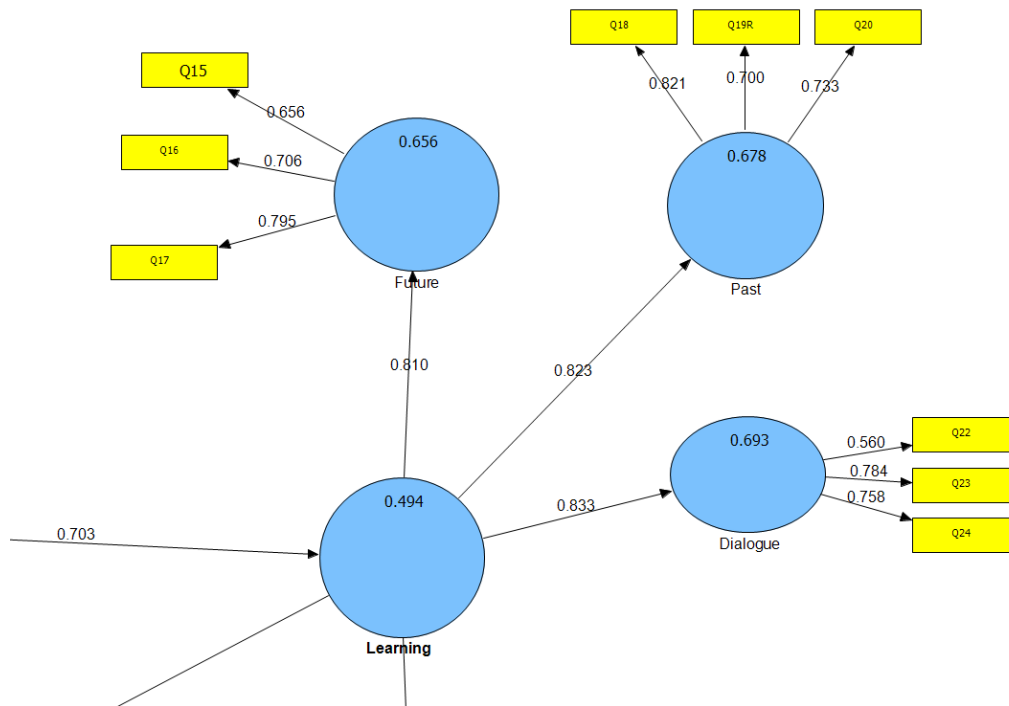 Q18
Q19R
Q20
Q15
0.821
0.700
0.733
0.656
0.656
0.678
Q16
0.706
0.795
Q17
Future
Past
0.810
0.823
Q22
0.693
0.560
0.784
Q23
0.494
0.758
0.833
0.703
Q24
Dialogue
Learning